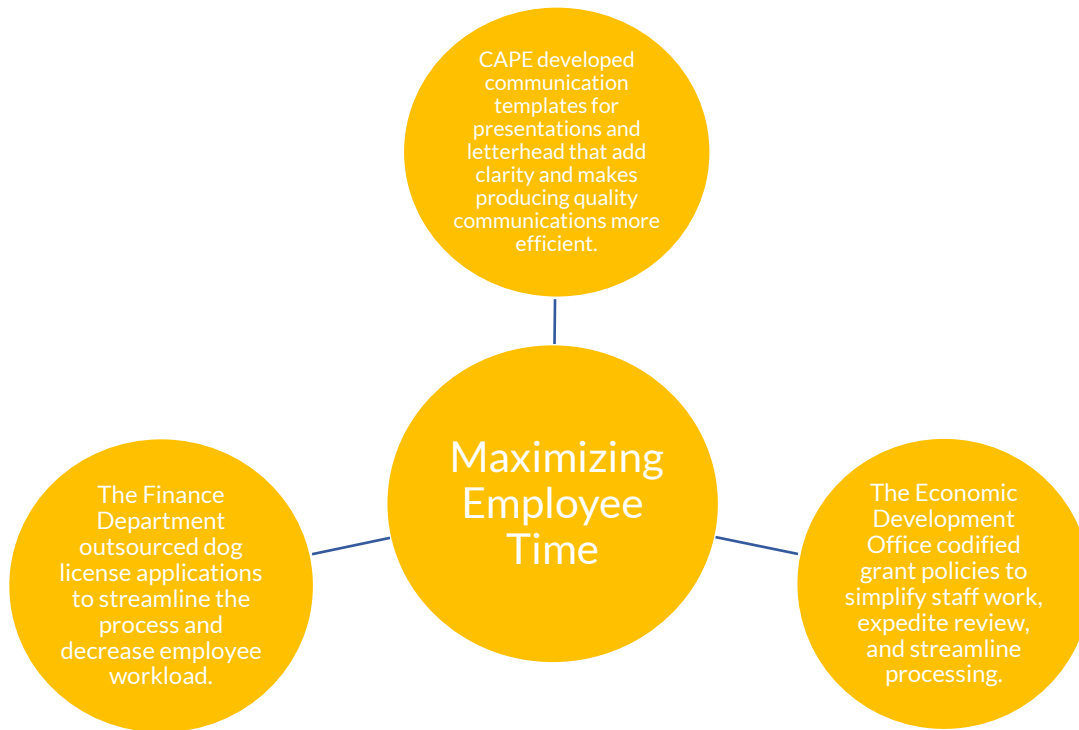 CAPE developed
communication
templates for
presentations and
letterhead that add
clarity and makes
producing quality
communications more
efficient.
Maximizing
Employee
Time
The Finance
Department
outsourced dog
license applications
to streamline the
process and
decrease employee
workload.
The Economic
Development
Office codified
grant policies to
simplify staff work,
expedite review,
and streamline
processing.